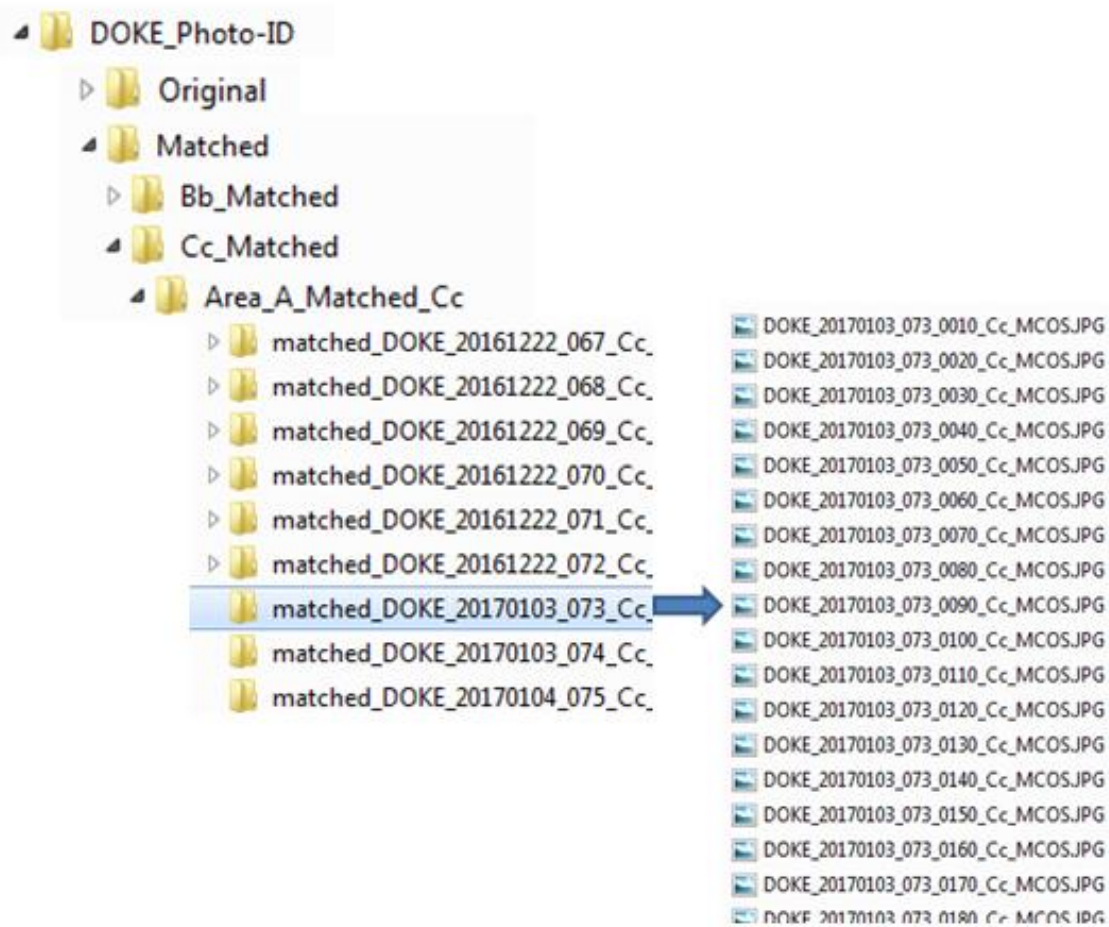 DOKE_Photo-ID
Original
Matched
Bb_Matched
Cc_Matched
Area_A_Matched_Cc
matched_DOKE_20161222_067_Cc_
matched_DOKE_20161222_068_Cc_
matched_DOKE_20161222_069_Cc_
matched_DOKE_20161222_070_Cc_
matched_DOKE_20161222_071_Cc_
matched_DOKE_20161222_072_Cc_
matched_DOKE_20170103_073_Cc_
matched_DOKE_20170103_074_Cc_
matched_DOKE_20170104_075_Cc_
DOKE_20170103_073_0010_Cc_MCOS.JPG
DOKE_20170103_073_0020_Cc_MCOS.JPG
DOKE_20170103_073_0030_Cc_MCOS.JPG
DOKE_20170103_073_0040_Cc_MCOS.JPG
DOKE_20170103_073_0050_Cc_MCOS.JPG
DOKE_20170103_073_0060_Cc_MCOS.JPG
DOKE_20170103_073_0070_Cc_MCOS.JPG
DOKE_20170103_073_0080_Cc_MCOS.JPG
DOKE_20170103_073_0090_Cc_MCOS.JPG
DOKE_20170103_073_0100_Cc_MCOS.JPG
DOKE_20170103_073_0110_Cc_MCOS.JPG
DOKE_20170103_073_0120_Cc_MCOS.JPG
DOKE_20170103_073_0130_Cc_MCOS.JPG
DOKE_20170103_073_0140_Cc_MCOS.JPG
DOKE_20170103_073_0150_Cc_MCOS.JPG
DOKE_20170103_073_0160_Cc_MCOS.JPG
DOKE_20170103_073_0170_Cc_MCOS.JPG
DOKE_20170103_073_0180_Cc_MCOS.JPG